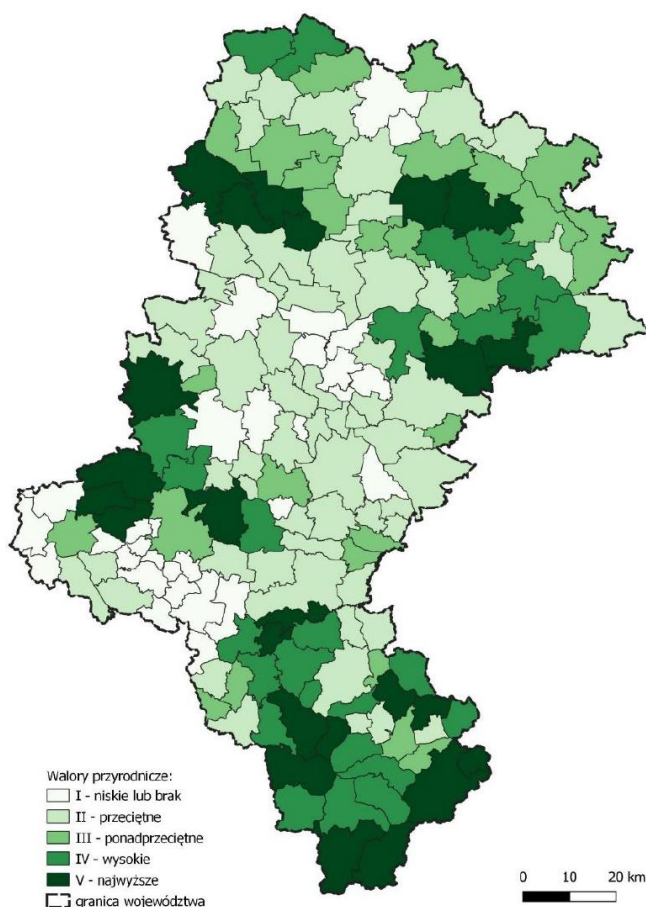 Walory przyrodnicze:
I - niskie lub brak
II - przeciętne
III - ponadprzeciętne
IV - wysokie
V - najwyższe
granica województwa
0 10 20 km